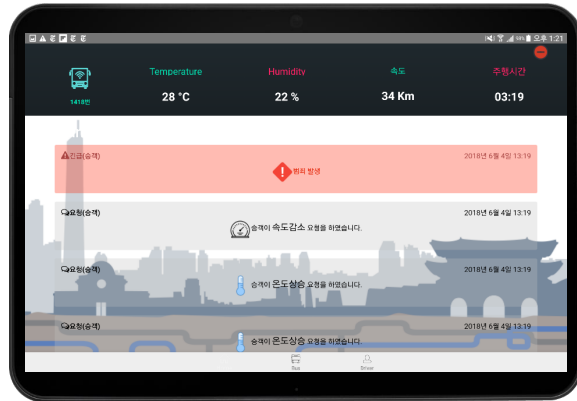 98% 오후 1:21
Temperature
Humidity
속도
주행시간
1418번
28 °C
22 %
34 Km
03:19
긴급(승객)
2018년 6월 4일 13:19
범죄 발생
요청(승객)
2018년 6월 4일 13:19
승객이 속도감소 요청을 하였습니다.
요청(승객)
2018년 6월 4일 13:19
승객이 온도상승 요청을 하였습니다.
요청(승객)
2018년 6월 4일 13:19
승객이 온도상승 요청을 하였습니다.
Bus
Driver